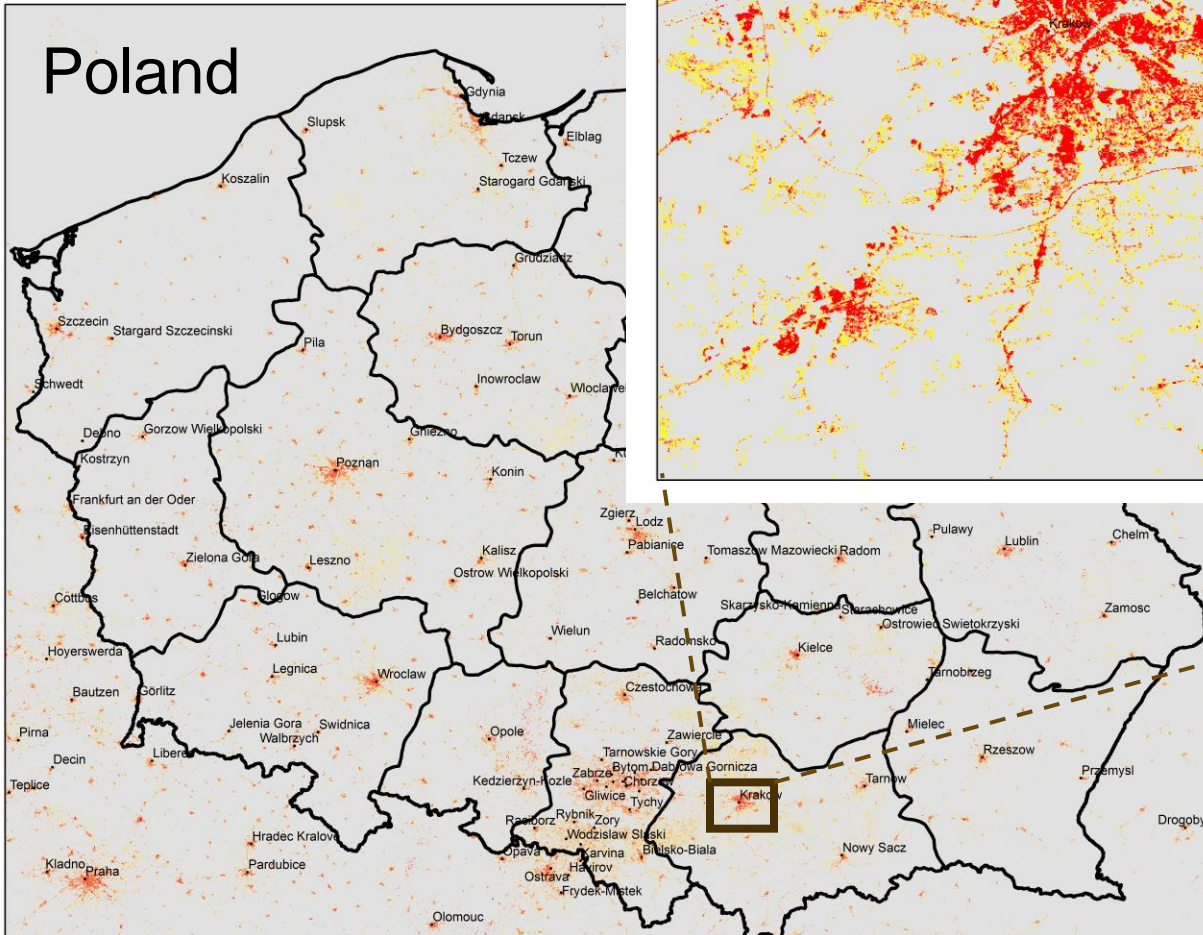 Poland
Krakow
Gdynia
Gdansk
Slupsk
Elblag
Tczew
Koszalin
Starogard Gdanski
Grudziadz
Szczecin
Stargard Szczecinski
Bydgoszcz
Torun
Pila
Inowroclaw
Schwedt
Debno
Gorzow Wielkopolski
Gniezno
Kostrzyn
Poznan
Konin
Frankfurt an der Oder
Eisenhüttenstadt
Zgierz
Lodz
Pabianice
Pulawy
Lublin
Chelm
Zielona Gora
Leszno
Kalisz
Tomaszow Mazowiecki
Radom
Ostrow Wielkopolski
Cottbus
Glogow
Belchatow
Skarzysko-Kamienna
Starachowice
Zamosc
Ostrowiec Swietokrzyski
Lubin
Wielun
Radomsko
Kielce
Hoyerswerda
Legnica
Wroclaw
Tarnobrzeg
Bautzen
Görlitz
Czestochowa
Jelenia Gora
Swidnica
Mielec
Pirna
Walbrzych
Opole
Zawiercie
Rzeszow
Decin
Tarnowskie Gory
Bytom
Dabrowa Gornicza
Przemysl
Teplice
Kedzierzyn-Kozle
Zabrze
Chorzow
Tarnow
Gliwice
Tychy
Krakow
Raciborz
Rybnik
Zory
Hradec Kralove
Wodzislaw Slaski
Opava
Karvina
Bielsko-Biala
Nowy Sacz
Kladno
Praha
Pardubice
Havirov
Ostrava
Frydek-Mistek
Olomouc